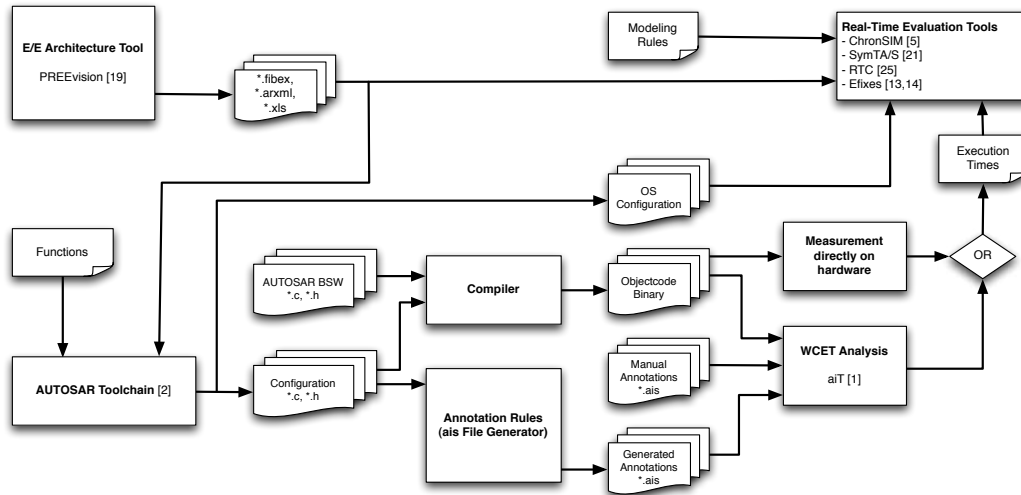 E/E Architecture Tool
PREEvision [19]
*.fibex,
*.arxml,
*.xls
Modeling
Rules
Real-Time Evaluation Tools
- ChronSIM [5]
- SymTA/S [21]
- RTC [25]
- Efixes [13,14]
Execution
Times
OS
Configuration
Functions
AUTOSAR BSW
*.c, *.h
Compiler
Objectcode
Binary
Measurement
directly on
hardware
OR
AUTOSAR Toolchain [2]
Configuration
*.c, *.h
Annotation Rules
(ais File Generator)
Manual
Annotations
*.ais
WCET Analysis
aiT [1]
Generated
Annotations
*.ais